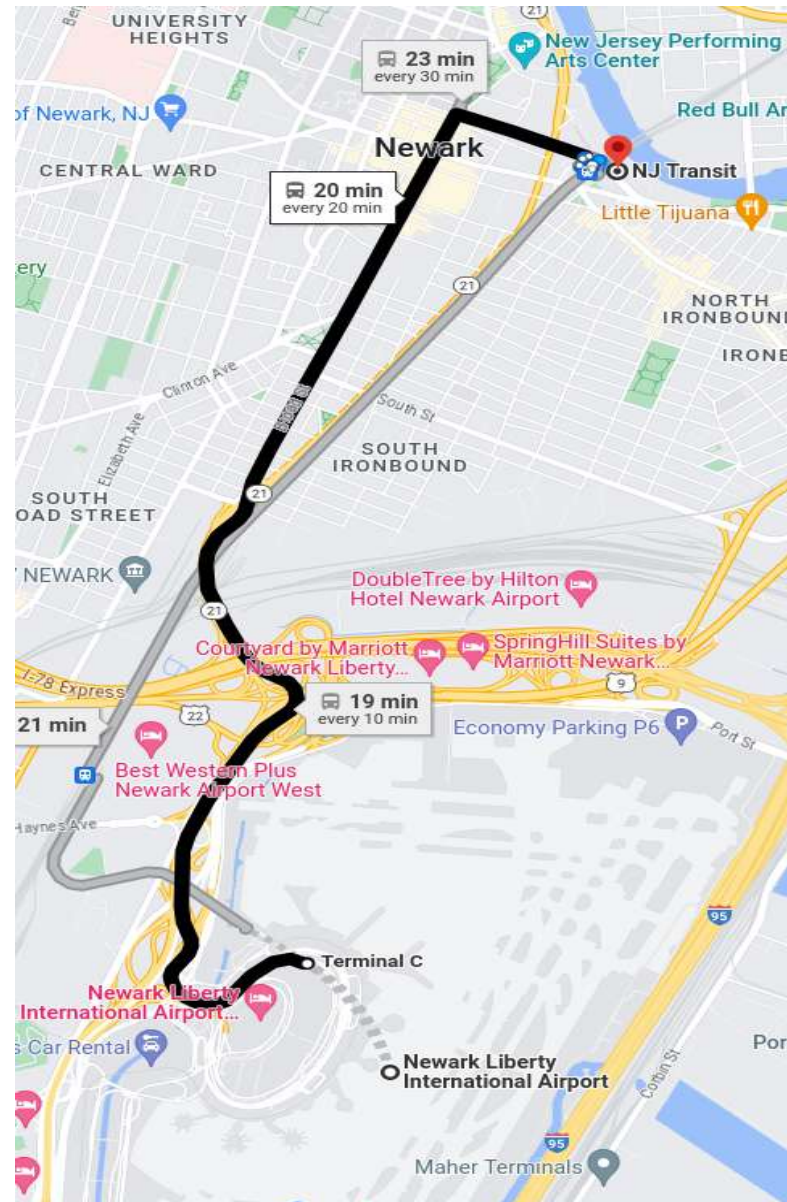 UNIVERSITY
HEIGHTS
23 min
every 30 min
New Jersey Performing
Arts Center
of Newark, NJ
Red Bull Ar
Newark
CENTRAL WARD
NJ Transit
20 min
every 20 min
Little Tijuana
ery
21
NORTH
IRONBOUN
IRONB
Clinton Ave
South St
Elizabeth Ave
SOUTH
IRONBOUND
SOUTH
OAD STREET
21
NEWARK
DoubleTree by Hilton
Hotel Newark Airport
21
Courtyard by Marriott
Newark Liberty...
SpringHill Suites by
Marriott Newark...
I-78 Express
9
22
19 min
every 10 min
21 min
Economy Parking P6
Port St
Best Western Plus
Newark Airport West
Haynes Ave
95
Terminal C
Newark Liberty
International Airport...
s Car Rental
Newark Liberty
International Airport
Por
Corbin St
95
Maher Terminals